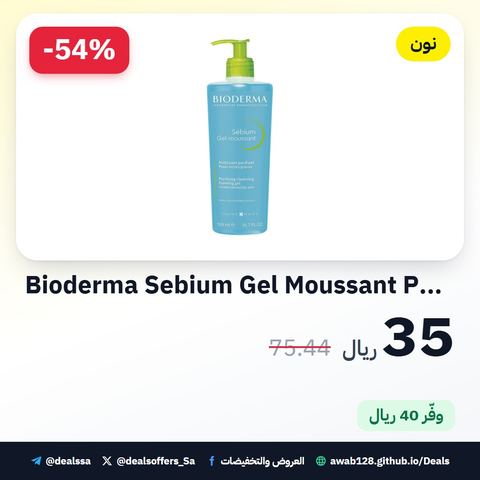 -54%
نون
BIODERMA
Sébium
Gel moussant
Bioderma Sebium Gel Moussant P...
35 ريال 75.44
وفّر 40 ريال
@dealssa @dealsoffers_Sa العروض والتخفيضات awab128.github.io/Deals